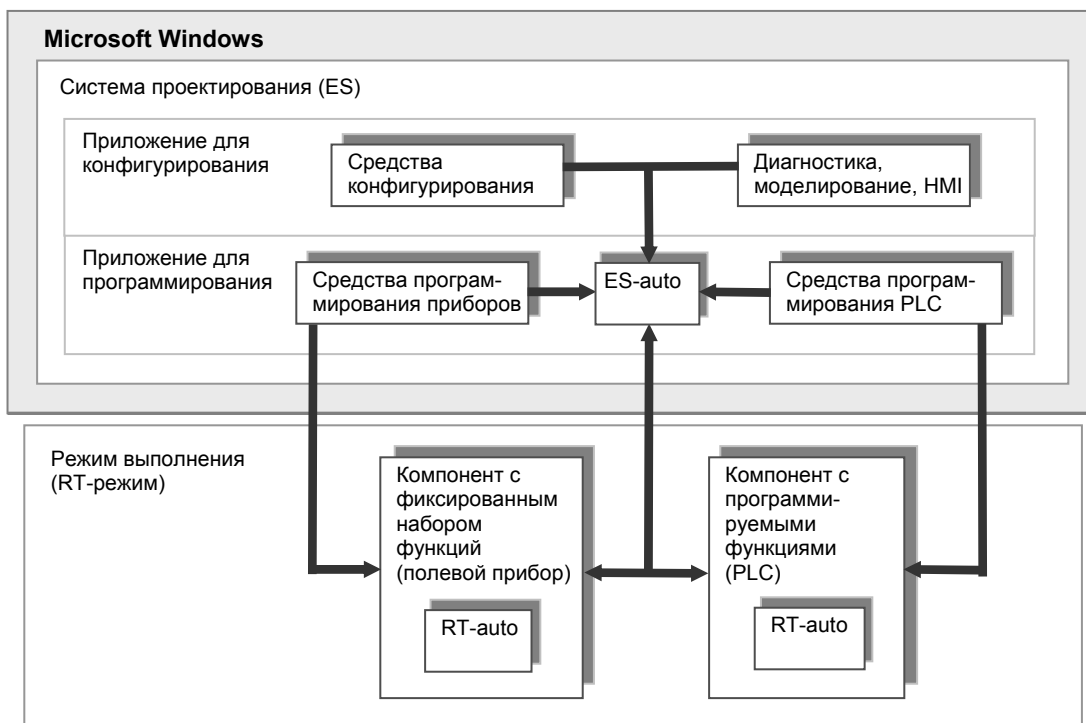 Microsoft Windows
Система проектирования (ES)
Приложение для
конфигурирования
Средства
конфигурирования
Диагностика,
моделирование, HMI
Приложение для
программирования
Средства програм-
мирования приборов
ES-auto
Средства програм-
мирования PLC
Режим выполнения
(RT-режим)
Компонент с
фиксированным
набором
функций
(полевой прибор)
RT-auto
Компонент с
программи-
руемыми
функциями
(PLC)
RT-auto